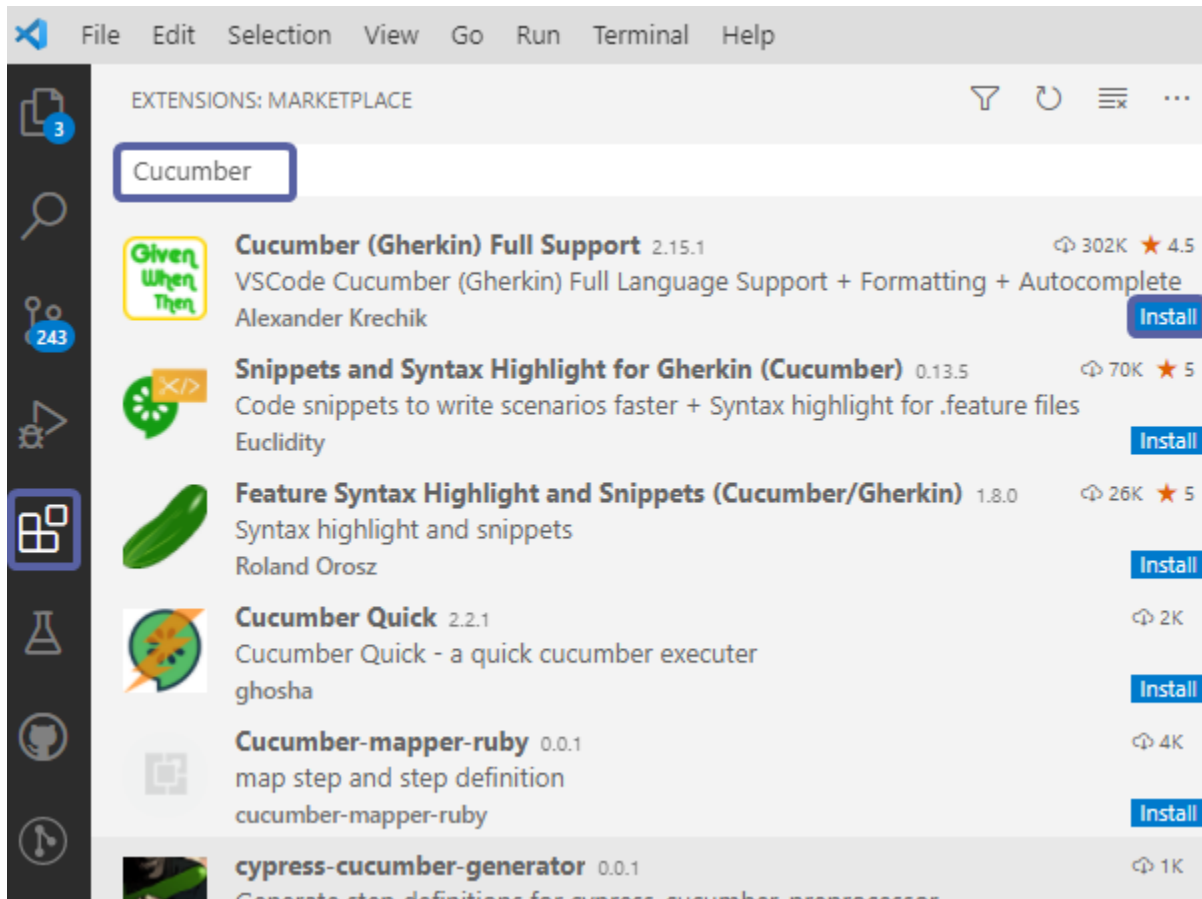 File Edit Selection View Go Run Terminal Help
EXTENSIONS: MARKETPLACE
3
Cucumber
Given When Then
Cucumber (Gherkin) Full Support 2.15.1 302K 4.5
VSCode Cucumber (Gherkin) Full Language Support + Formatting + Autocomplete
Alexander Krechik Install
243
Snippets and Syntax Highlight for Gherkin (Cucumber) 0.13.5 70K 5
Code snippets to write scenarios faster + Syntax highlight for .feature files
Euclidity Install
Feature Syntax Highlight and Snippets (Cucumber/Gherkin) 1.8.0 26K 5
Syntax highlight and snippets
Roland Orosz Install
Cucumber Quick 2.2.1 2K
Cucumber Quick - a quick cucumber executer
ghosha Install
Cucumber-mapper-ruby 0.0.1 4K
map step and step definition
cucumber-mapper-ruby Install
cypress-cucumber-generator 0.0.1 1K